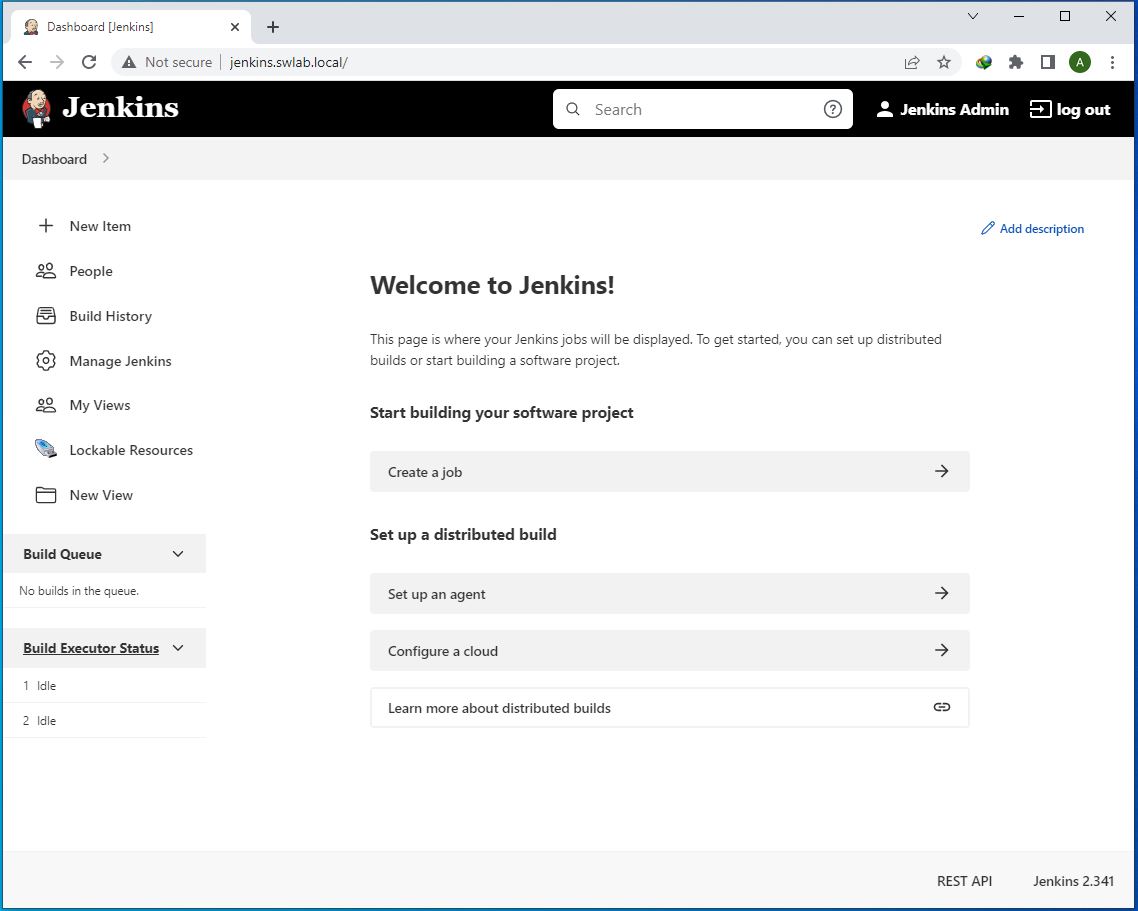 Dashboard [Jenkins]
Not secure
jenkins.swlab.local/
A
Jenkins
Search
Jenkins Admin
log out
Dashboard
New Item
People
Build History
Manage Jenkins
My Views
Lockable Resources
New View
Build Queue
No builds in the queue.
Build Executor Status
1 Idle
2 Idle
Add description
Welcome to Jenkins!
This page is where your Jenkins jobs will be displayed. To get started, you can set up distributed
builds or start building a software project.
Start building your software project
Create a job
Set up a distributed build
Set up an agent
Configure a cloud
Learn more about distributed builds
REST API
Jenkins 2.341